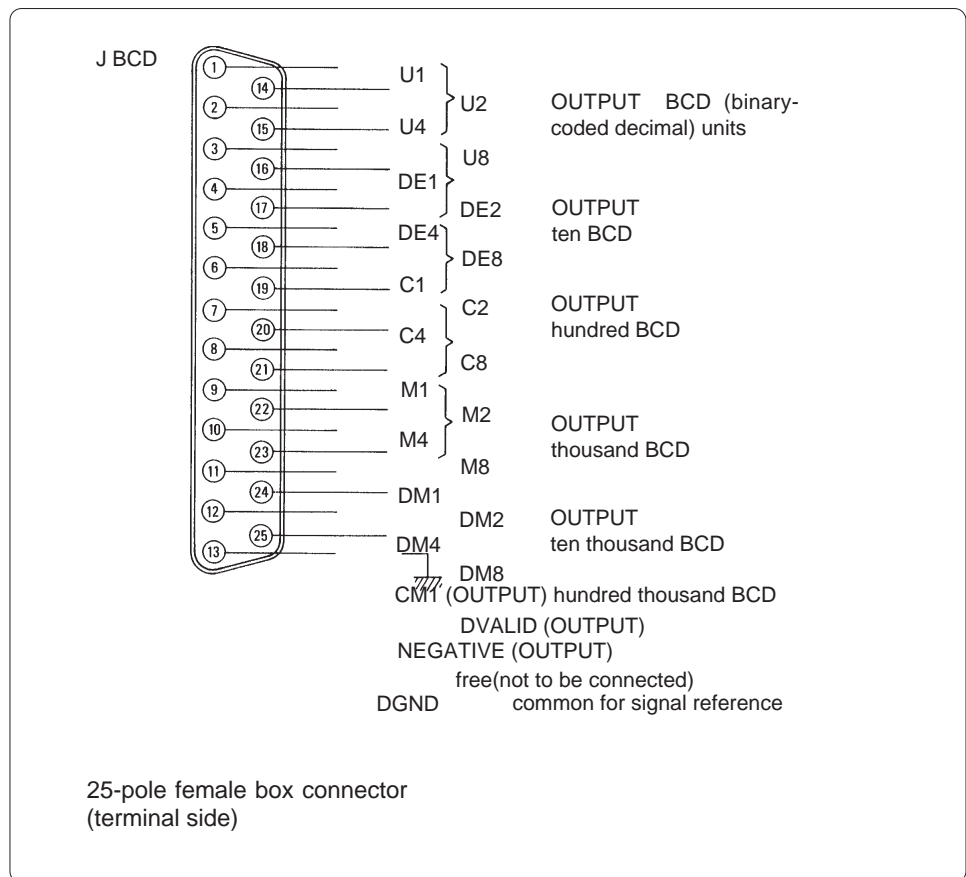 J BCD
1
14
2
15
3
16
4
17
5
18
6
19
7
20
8
21
9
22
10
23
11
24
12
25
13
U1
U2
U4
U8
DE1
DE2
DE4
DE8
C1
C2
C4
C8
M1
M2
M4
M8
DM1
DM2
DM4
DM8
OUTPUT BCD (binary-
coded decimal) units
OUTPUT
ten BCD
OUTPUT
hundred BCD
OUTPUT
thousand BCD
OUTPUT
ten thousand BCD
CM1 (OUTPUT) hundred thousand BCD
DVALID (OUTPUT)
NEGATIVE (OUTPUT)
free(not to be connected)
DGND common for signal reference
25-pole female box connector
(terminal side)